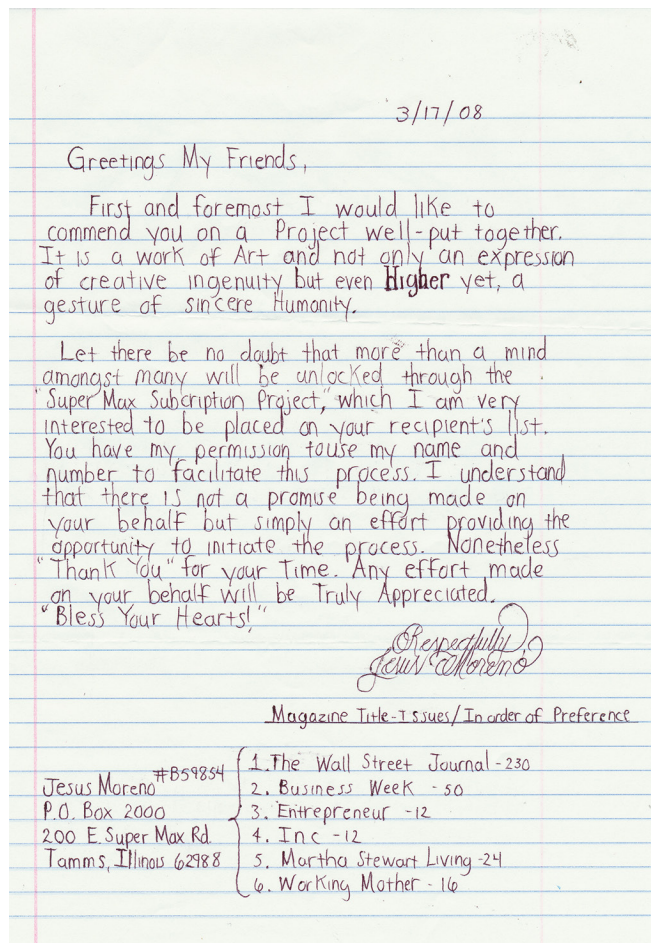 3/17/08
Greetings My Friends,
First and foremost I would like to
commend you on a Project well-put together.
It is a work of Art and not only an expression
of creative ingenuity but even Higher yet, a
gesture of sincere Humanity.
Let there be no doubt that more than a mind
amongst many will be unlocked through the
"Super Max Subcription Project," which I am very
interested to be placed on your recipient's list.
You have my permission touse my name and
number to facilitate this process. I understand
that there is not a promise being made on
your behalf but simply an effort providing the
opportunity to initiate the process. Nonetheless
"Thank You" for your Time. Any effort made
on your behalf will be Truly Appreciated.
"Bless Your Hearts!"
Respectfully
Jesus Moreno
Magazine Title-Issues/In order of Preference
Jesus Moreno #B59854
P.O. Box 2000
200 E. Super Max Rd.
Tamms, Illinois 62988
1. The Wall Street Journal - 230
2. Business Week - 50
3. Entrepreneur - 12
4. Inc - 12
5. Martha Stewart Living - 24
6. Working Mother - 16